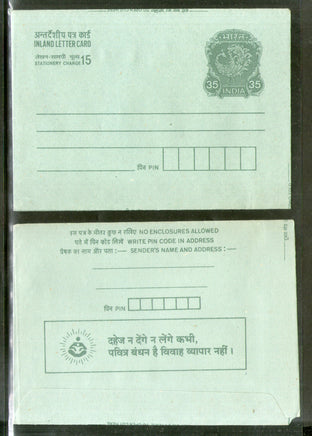 अन्तर्देशीय पत्र कार्ड
INLAND LETTER CARD
लेखन-सामग्री मूल्य 15
STATIONERY CHARGE
भारत
35 35
INDIA
पिन PIN
इस पत्र के भीतर कुछ न रखिए NO ENCLOSURES ALLOWED
पते में पिन कोड लिखें WRITE PIN CODE IN ADDRESS
प्रेषक का नाम और पता :— SENDER'S NAME AND ADDRESS :—
पिन PIN
दहेज न देंगे न लेंगे कभी,
पवित्र बंधन है विवाह व्यापार नहीं ।